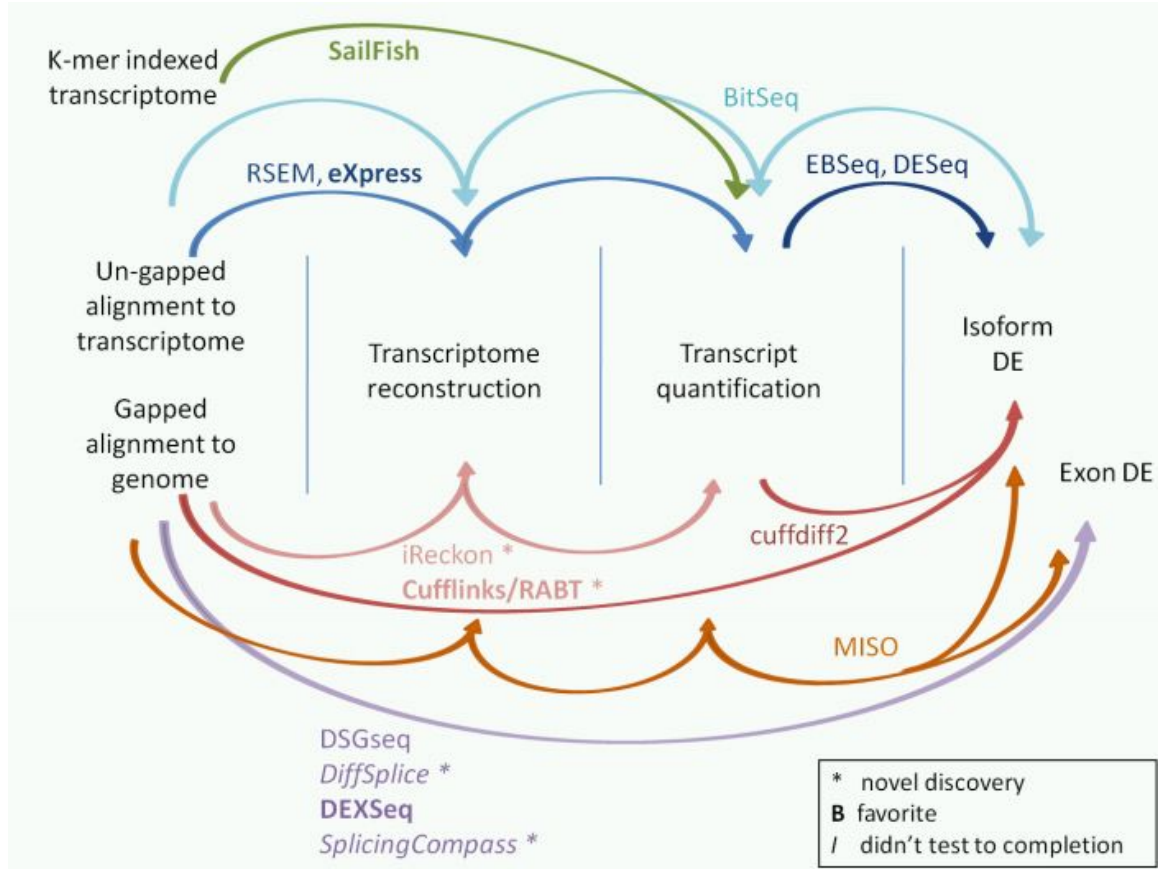 K-mer indexed
transcriptome
SailFish
BitSeq
RSEM, eXpress
EBSeq, DESeq
Un-gapped
alignment to
transcriptome
Transcriptome
reconstruction
Transcript
quantification
Isoform
DE
Gapped
alignment to
genome
Exon DE
cuffdiff2
iReckon *
Cufflinks/RABT *
MISO
DSGseq
DiffSplice *
DEXSeq
SplicingCompass *
* novel discovery
B favorite
I didn't test to completion